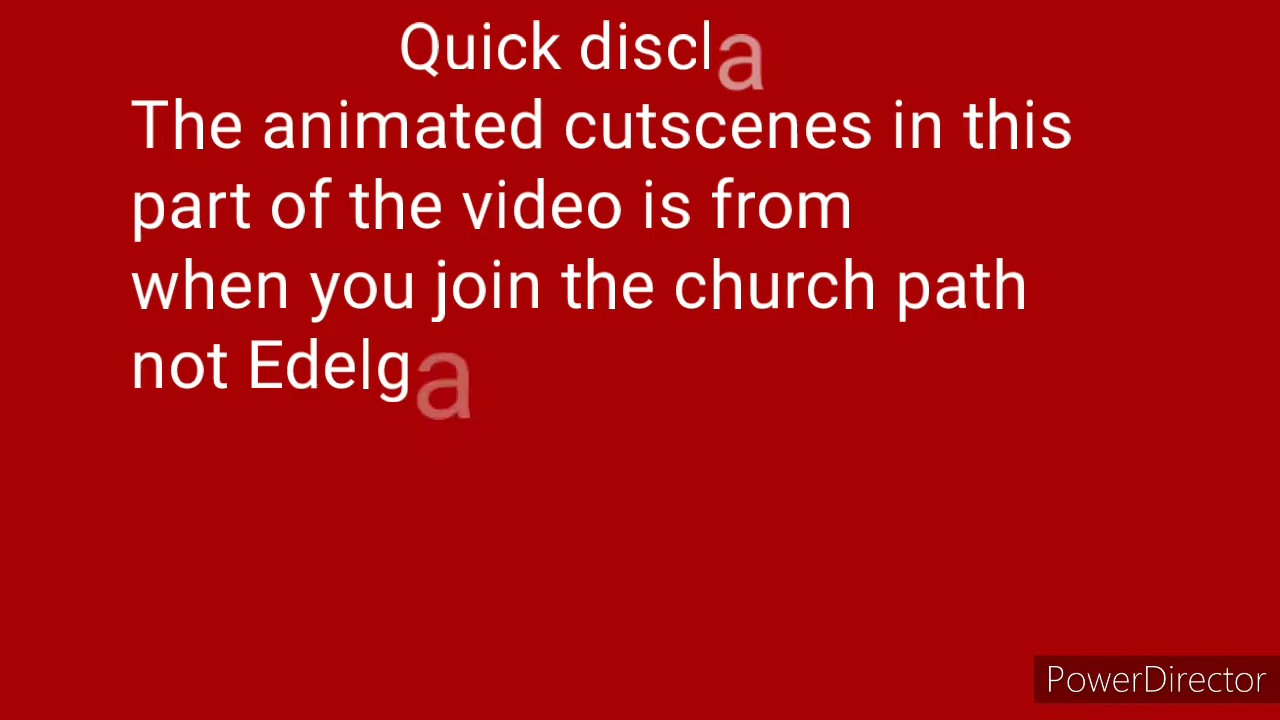 Quick discla
The animated cutscenes in this
part of the video is from
when you join the church path
not Edelga
PowerDirector